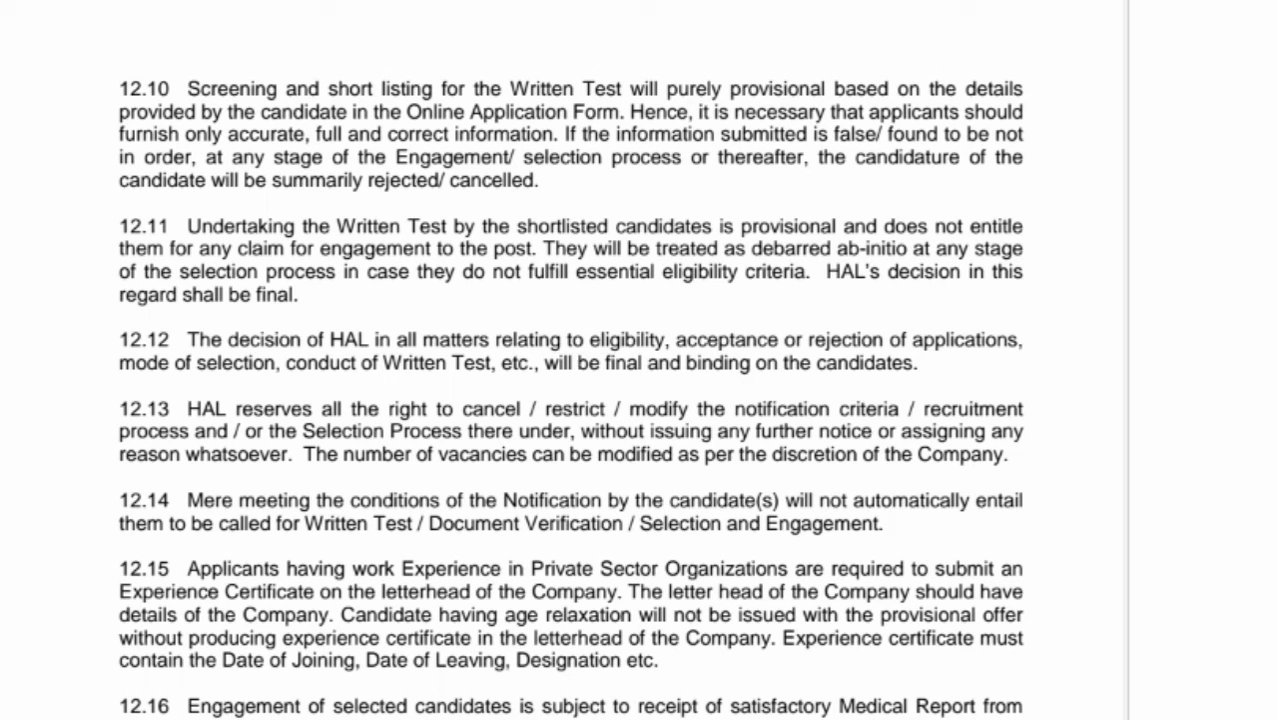 12.10 Screening and short listing for the Written Test will purely provisional based on the details
provided by the candidate in the Online Application Form. Hence, it is necessary that applicants should
furnish only accurate, full and correct information. If the information submitted is false/ found to be not
in order, at any stage of the Engagement/ selection process or thereafter, the candidature of the
candidate will be summarily rejected/ cancelled.
12.11 Undertaking the Written Test by the shortlisted candidates is provisional and does not entitle
them for any claim for engagement to the post. They will be treated as debarred ab-initio at any stage
of the selection process in case they do not fulfill essential eligibility criteria. HAL's decision in this
regard shall be final.
12.12 The decision of HAL in all matters relating to eligibility, acceptance or rejection of applications,
mode of selection, conduct of Written Test, etc., will be final and binding on the candidates.
12.13 HAL reserves all the right to cancel / restrict / modify the notification criteria / recruitment
process and / or the Selection Process there under, without issuing any further notice or assigning any
reason whatsoever. The number of vacancies can be modified as per the discretion of the Company.
12.14 Mere meeting the conditions of the Notification by the candidate(s) will not automatically entail
them to be called for Written Test / Document Verification / Selection and Engagement.
12.15 Applicants having work Experience in Private Sector Organizations are required to submit an
Experience Certificate on the letterhead of the Company. The letter head of the Company should have
details of the Company. Candidate having age relaxation will not be issued with the provisional offer
without producing experience certificate in the letterhead of the Company. Experience certificate must
contain the Date of Joining, Date of Leaving, Designation etc.
12.16 Engagement of selected candidates is subject to receipt of satisfactory Medical Report from